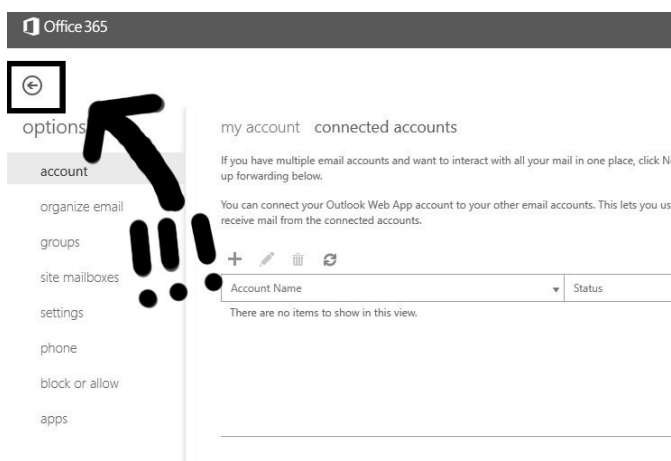 Office 365
options
account
organize email
groups
site mailboxes
settings
phone
block or allow
apps
my account connected accounts
If you have multiple email accounts and want to interact with all your mail in one place, click
up forwarding below.
You can connect your Outlook Web App account to your other email accounts. This lets you us
receive mail from the connected accounts.
Account Name Status
There are no items to show in this view.
!!!